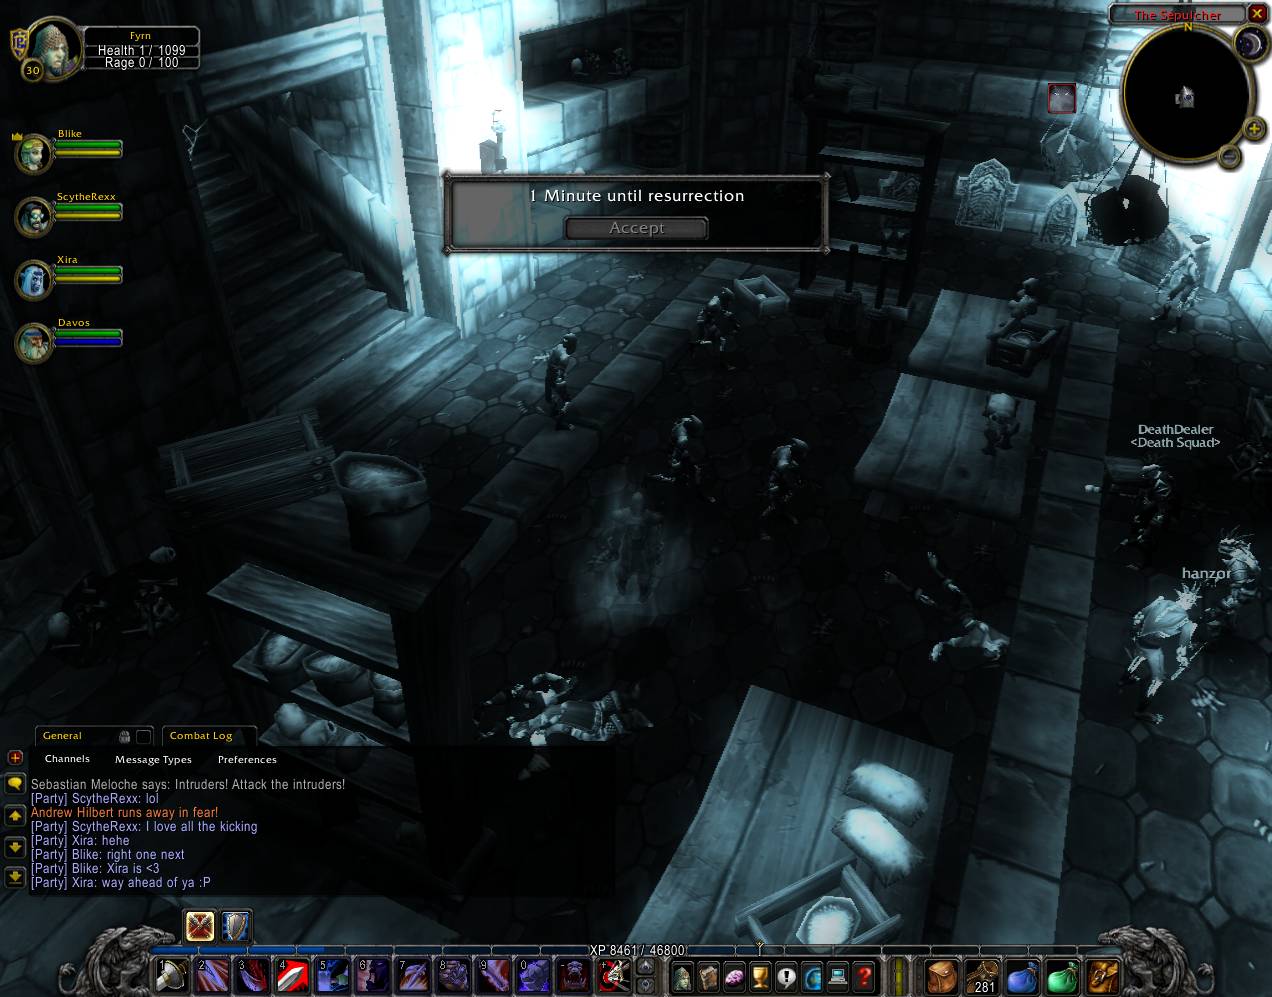 Fyrn
Health 1 / 1099
Rage 0 / 100
30
The Sepulcher
N
Blike
ScytheRexx
Xira
Davos
1 Minute until resurrection
Accept
DeathDealer
<Death Squad>
hanzor
General
Combat Log
Channels
Message Types
Preferences
Sebastian Meloche says: Intruders! Attack the intruders!
[Party] ScytheRexx: lol
Andrew Hilbert runs away in fear!
[Party] ScytheRexx: I love all the kicking
[Party] Xira: hehe
[Party] Blike: right one next
[Party] Blike: Xira is <3
[Party] Xira: way ahead of ya :P
XP 8461 / 46800
1 2 3 4 5 6 7 8 9 0 - +
281